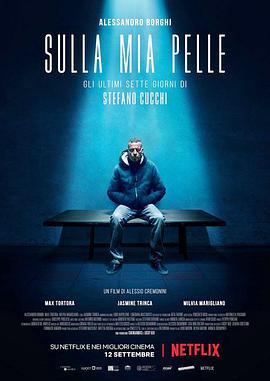 ALESSANDRO BORGHI
SULLA MIA PELLE
GLI ULTIMI SETTE GIORNI DI
STEFANO CUCCHI
UN FILM DI ALESSIO CREMONINI
MAX TORTORA
JASMINE TRINCA
MILVIA MARIGLIANO
SU NETFLIX E NEI MIGLIORI CINEMA
12 SETTEMBRE
NETFLIX